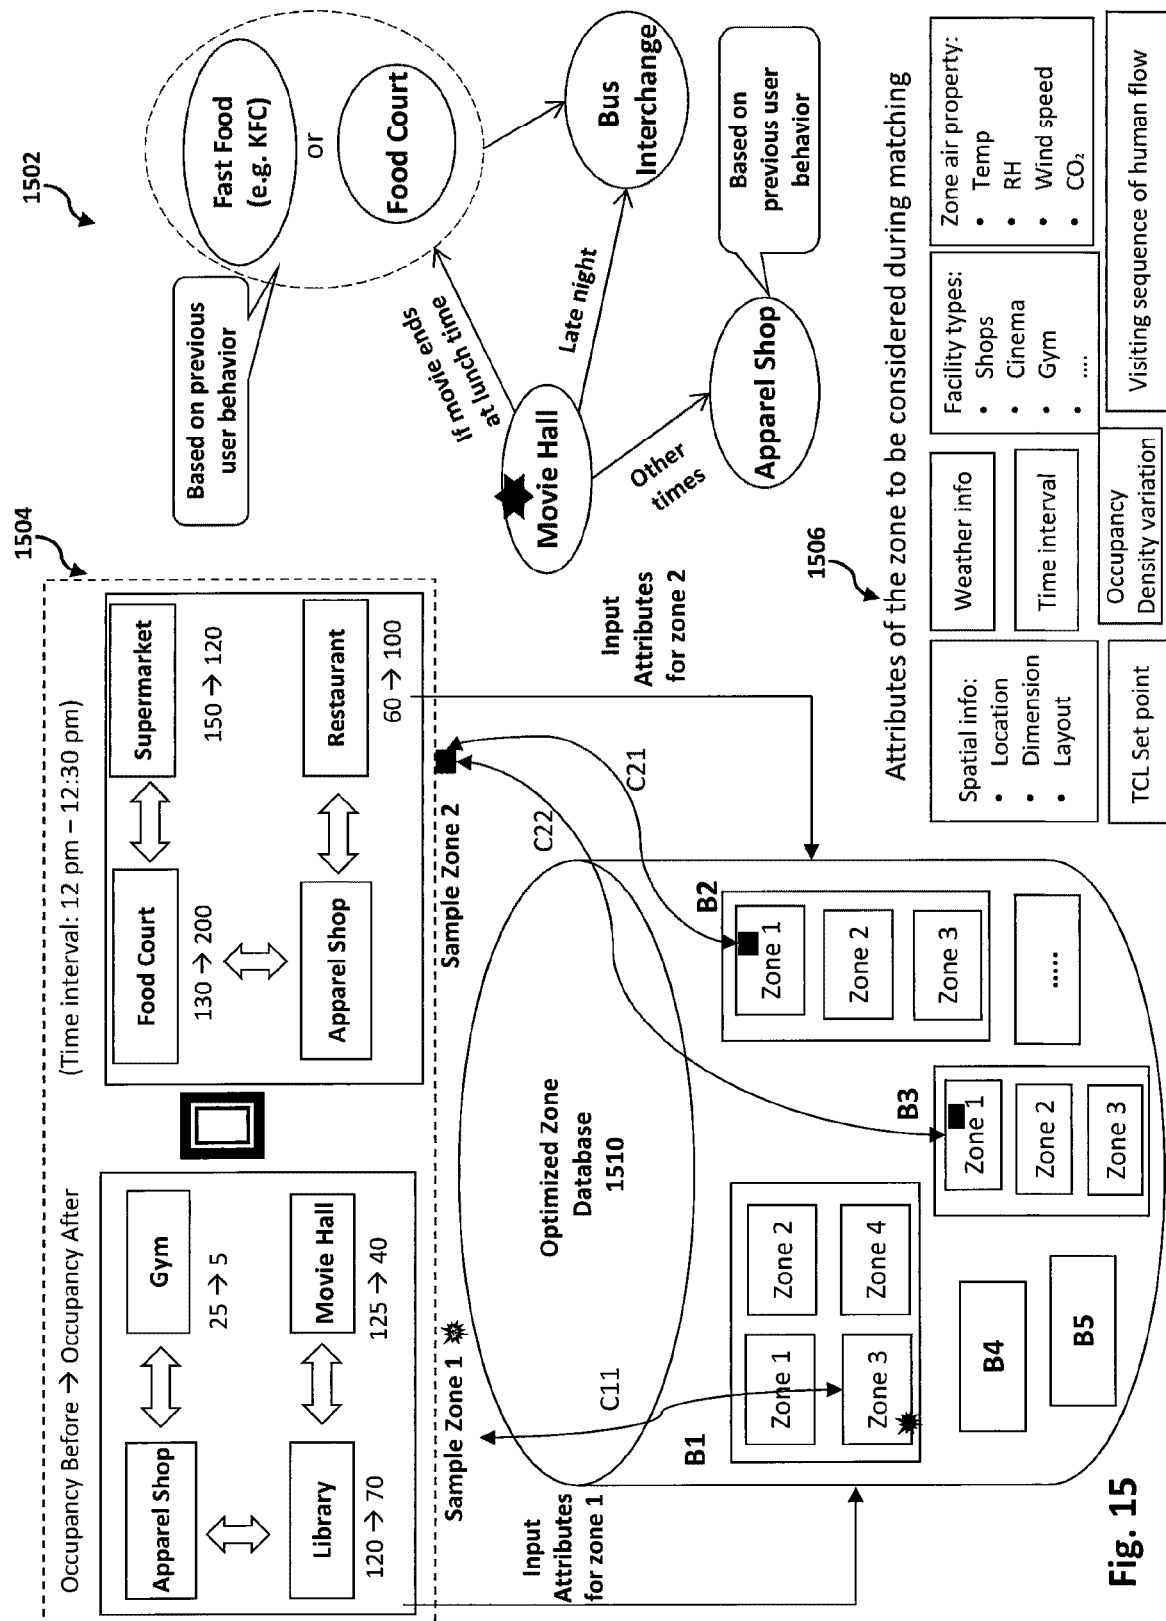 Occupancy Before → Occupancy After
(Time Interval: 12 pm – 12:30 pm)
1504
Apparel Shop
Gym
25 → 5
Library
120 → 70
Movie Hall
125 → 40
Food Court
130 → 200
Supermarket
150 → 120
Apparel Shop
Restaurant
60 → 100
Sample Zone 1
Sample Zone 2
Input
Attributes
for zone 1
Input
Attributes
for zone 2
C11
C22
C21
Optimized Zone
Database
1510
B1
Zone 1
Zone 2
Zone 3
Zone 4
B2
Zone 1
Zone 2
Zone 3
B3
Zone 1
Zone 2
Zone 3
B4
B5
.....
1502
Based on previous
user behavior
Fast Food
(e.g. KFC)
or
Food Court
If movie ends
at lunch time
Movie Hall
Late night
Bus
Interchange
Other
times
Apparel Shop
Based on
previous user
behavior
1506
Attributes of the zone to be considered during matching
Spatial info:
• Location
• Dimension
• Layout
Weather info
Time interval
Facility types:
• Shops
• Cinema
• Gym
• ....
Zone air property:
• Temp
• RH
• Wind speed
• CO₂
TCL Set point
Occupancy
Density variation
Visiting sequence of human flow
Fig. 15